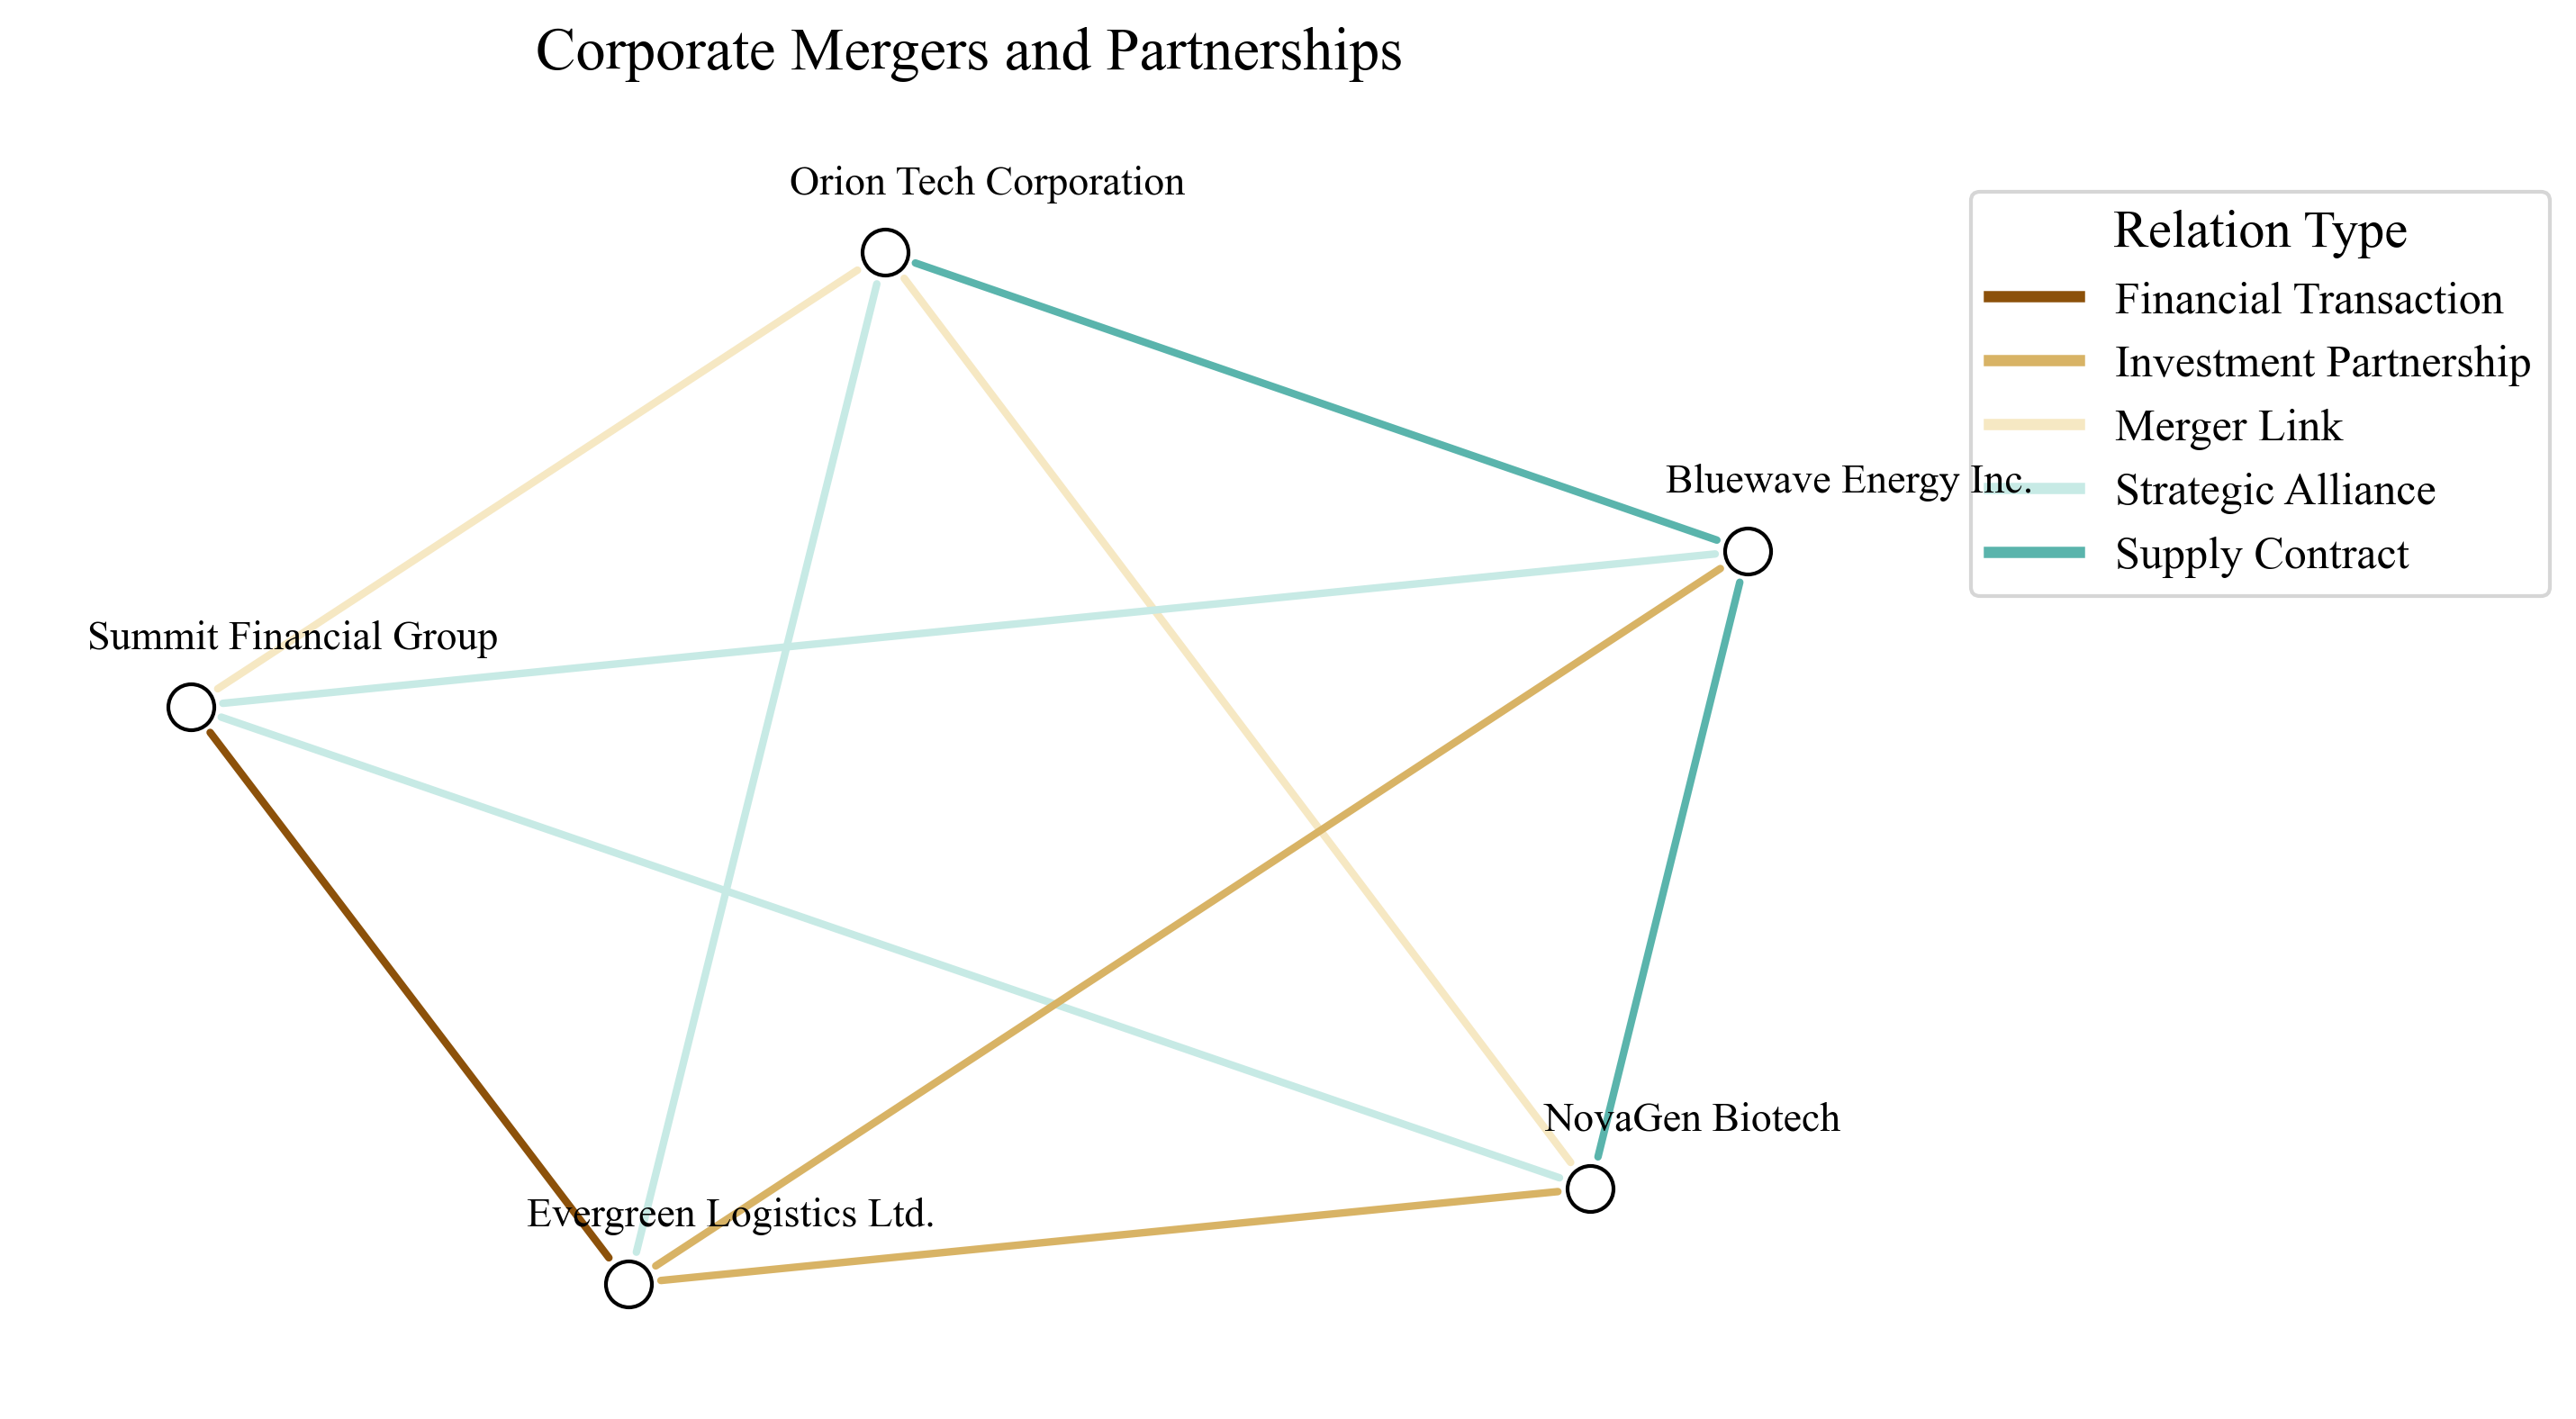 Corporate Mergers and Partnerships
Orion Tech Corporation
Relation Type
Financial Transaction
Investment Partnership
Merger Link
Strategic Alliance
Supply Contract
Bluewave Energy Inc.
Summit Financial Group
NovaGen Biotech
Evergreen Logistics Ltd.